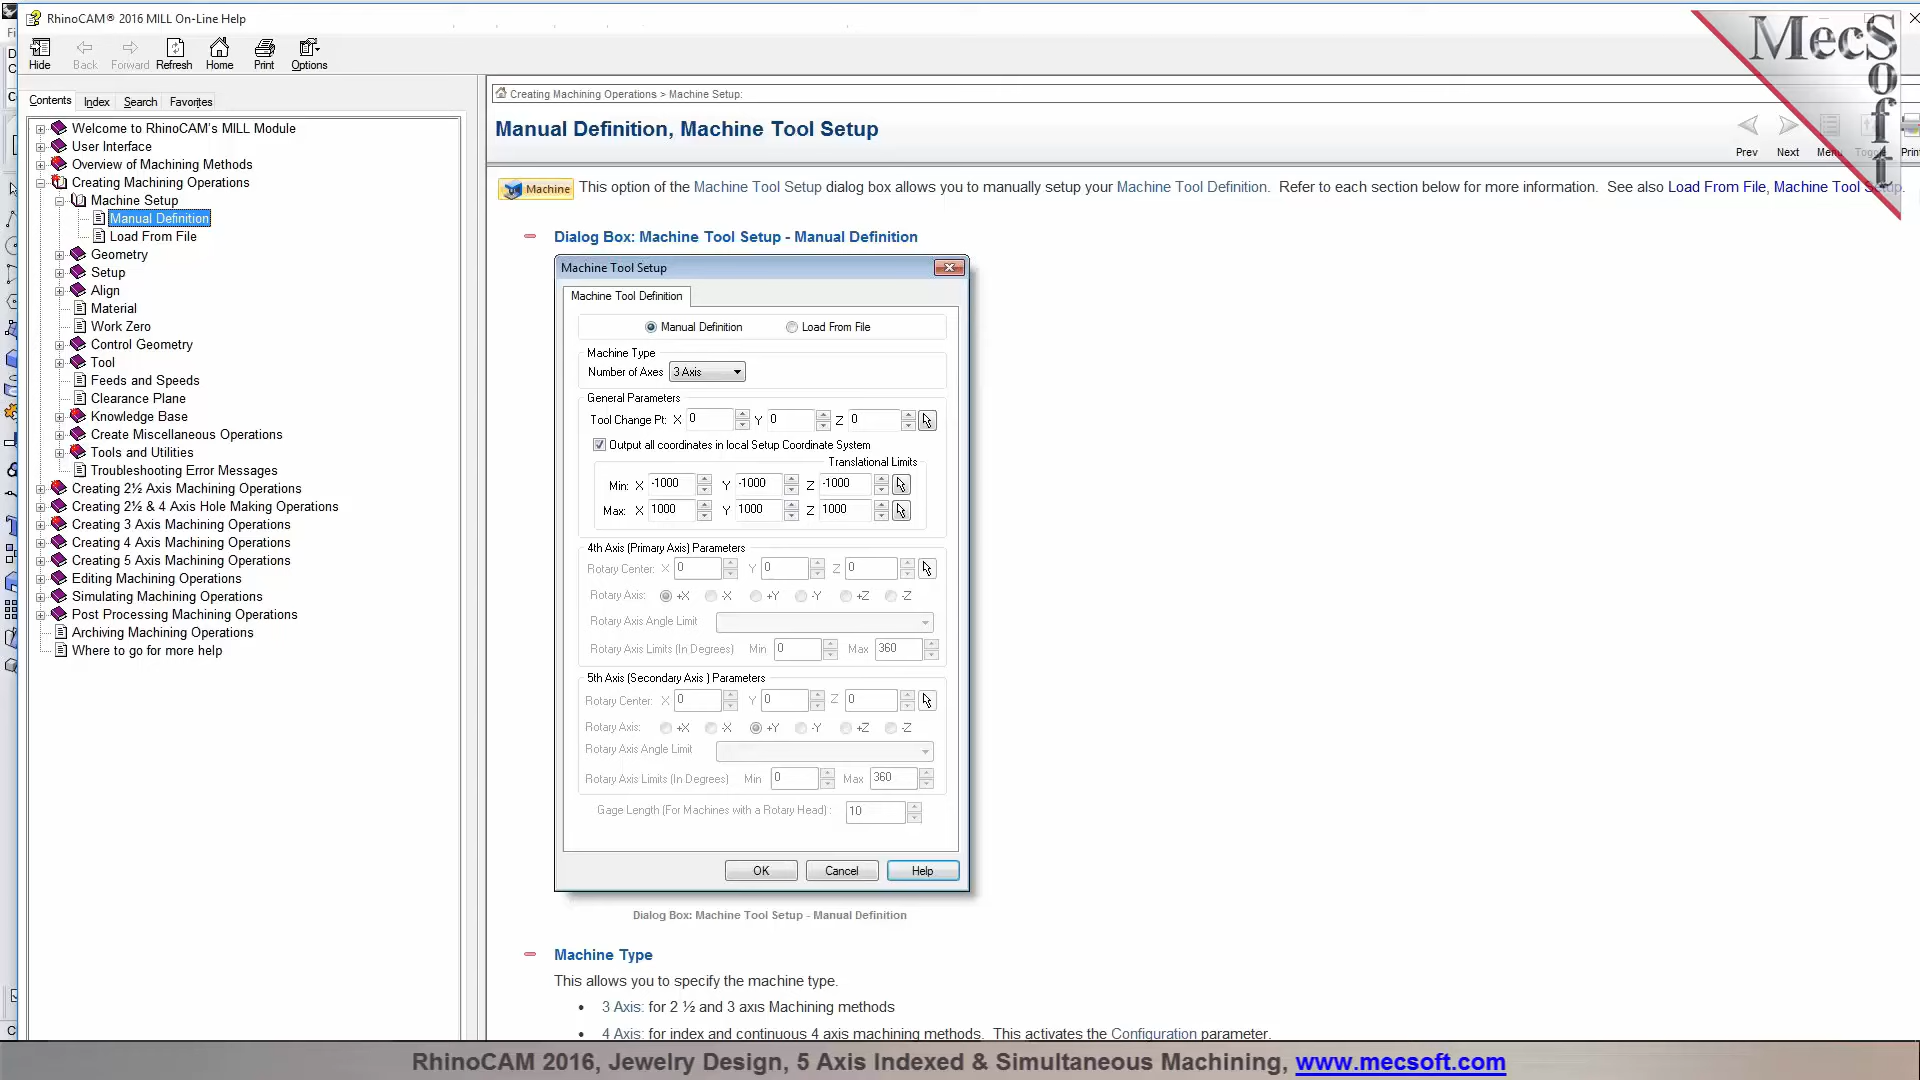 RhinoCAM® 2016 MILL On-Line Help
Hide Back Forward Refresh Home Print Options
Contents Index Search Favorites
Welcome to RhinoCAM's MILL Module
User Interface
Overview of Machining Methods
Creating Machining Operations
Machine Setup
Manual Definition
Load From File
Geometry
Setup
Align
Material
Work Zero
Control Geometry
Tool
Feeds and Speeds
Clearance Plane
Knowledge Base
Create Miscellaneous Operations
Tools and Utilities
Troubleshooting Error Messages
Creating 2½ Axis Machining Operations
Creating 2½ & 4 Axis Hole Making Operations
Creating 3 Axis Machining Operations
Creating 4 Axis Machining Operations
Creating 5 Axis Machining Operations
Editing Machining Operations
Simulating Machining Operations
Post Processing Machining Operations
Archiving Machining Operations
Where to go for more help
Creating Machining Operations > Machine Setup:
Manual Definition, Machine Tool Setup
Prev Next
MecSoft
Machine This option of the Machine Tool Setup dialog box allows you to manually setup your Machine Tool Definition. Refer to each section below for more information. See also Load From File, Machine Tool Setup.
Dialog Box: Machine Tool Setup - Manual Definition
Machine Tool Setup
Machine Tool Definition
Manual Definition Load From File
Machine Type
Number of Axes 3 Axis
General Parameters
Tool Change Pt: X 0 Y 0 Z 0
Output all coordinates in local Setup Coordinate System
Translational Limits
Min: X -1000 Y -1000 Z -1000
Max: X 1000 Y 1000 Z 1000
4th Axis (Primary Axis) Parameters
Rotary Center: X 0 Y 0 Z 0
Rotary Axis: +X -X +Y -Y +Z -Z
Rotary Axis Angle Limit
Rotary Axis Limits (In Degrees) Min 0 Max 360
5th Axis (Secondary Axis ) Parameters
Rotary Center: X 0 Y 0 Z 0
Rotary Axis: +X -X +Y -Y +Z -Z
Rotary Axis Angle Limit
Rotary Axis Limits (In Degrees) Min 0 Max 360
Gage Length (For Machines with a Rotary Head) : 10
OK Cancel Help
Dialog Box: Machine Tool Setup - Manual Definition
Machine Type
This allows you to specify the machine type.
• 3 Axis: for 2 ½ and 3 axis Machining methods
• 4 Axis: for index and continuous 4 axis machining methods. This activates the Configuration parameter.
RhinoCAM 2016, Jewelry Design, 5 Axis Indexed & Simultaneous Machining, www.mecsoft.com